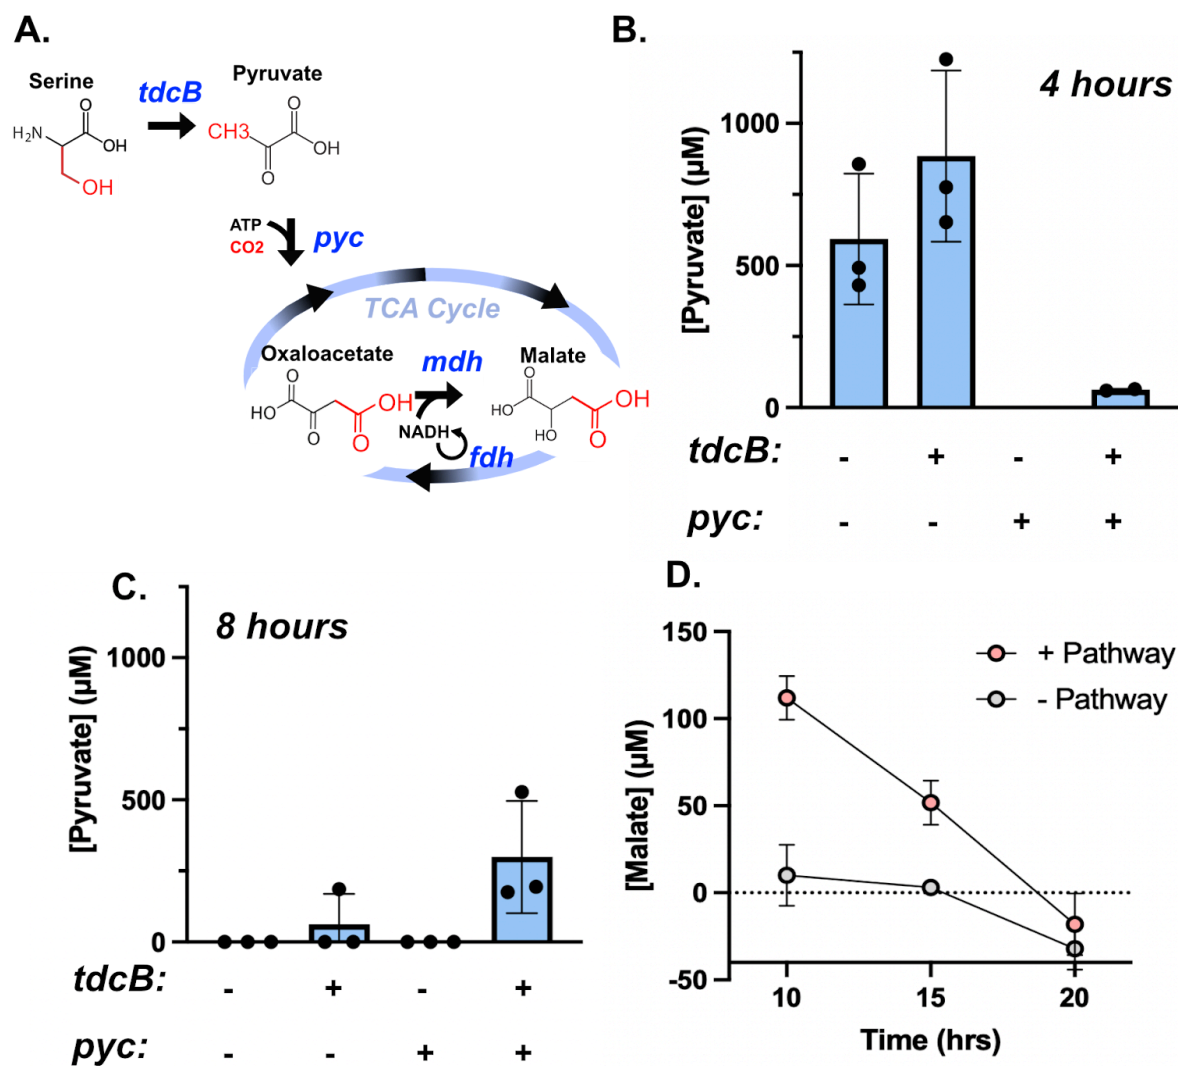 A.
Serine
tdcB
Pyruvate
H₂N
O
OH
OH
CH3
O
O
OH
ATP
CO2
pyc
TCA Cycle
Oxaloacetate
mdh
Malate
HO
O
O
OH
O
NADH
fdh
HO
O
HO
OH
O
B.
4 hours
[Pyruvate] (µM)
1000
500
0
tdcB: - + - +
pyc: - - + +
C.
8 hours
[Pyruvate] (µM)
1000
500
0
tdcB: - + - +
pyc: - - + +
D.
+ Pathway
- Pathway
[Malate] (µM)
150
100
50
0
-50
10 15 20
Time (hrs)